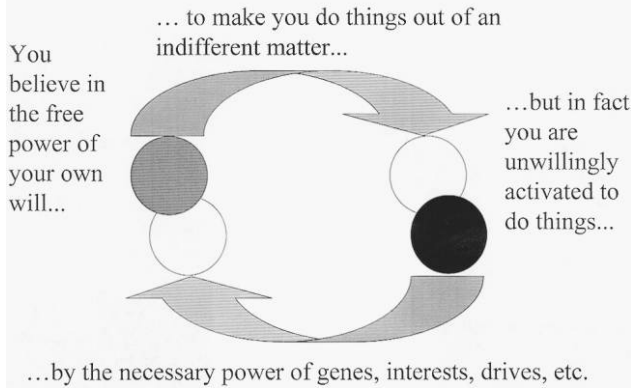 You
believe in
the free
power of
your own
will...
… to make you do things out of an
indifferent matter...
...but in fact
you are
unwillingly
activated to
do things...
...by the necessary power of genes, interests, drives, etc.